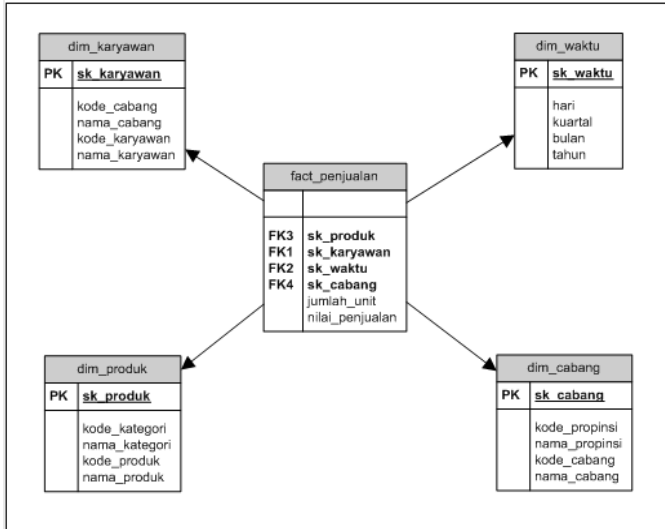 dim_karyawan
PK sk_karyawan
kode_cabang
nama_cabang
kode_karyawan
nama_karyawan
dim_waktu
PK sk_waktu
hari
kuartal
bulan
tahun
fact_penjualan
FK3 sk_produk
FK1 sk_karyawan
FK2 sk_waktu
FK4 sk_cabang
jumlah_unit
nilai_penjualan
dim_produk
PK sk_produk
kode_kategori
nama_kategori
kode_produk
nama_produk
dim_cabang
PK sk_cabang
kode_propinsi
nama_propinsi
kode_cabang
nama_cabang